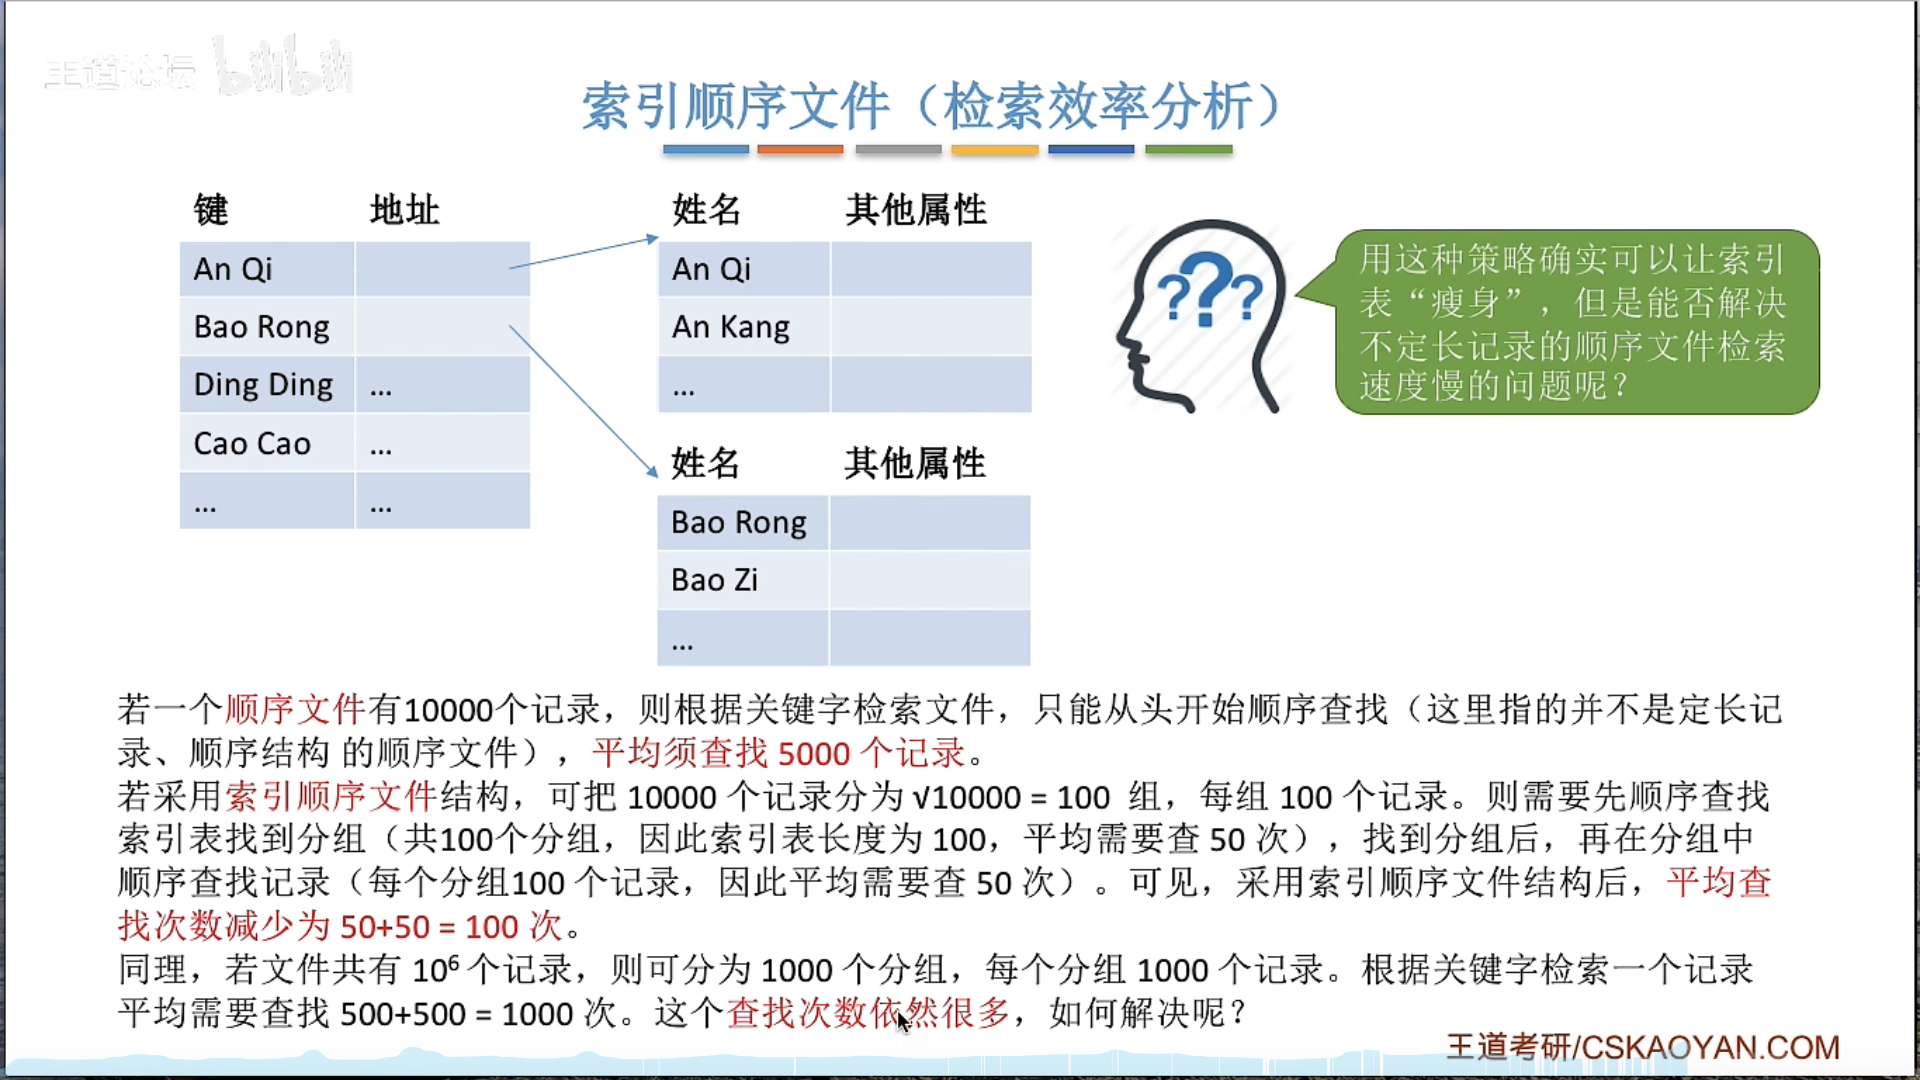 王道论坛 bilibili
索引顺序文件（检索效率分析）
键 地址
An Qi
Bao Rong
Ding Ding ...
Cao Cao ...
... ...
姓名 其他属性
An Qi
An Kang
...
姓名 其他属性
Bao Rong
Bao Zi
...
???
用这种策略确实可以让索引
表“瘦身”，但是能否解决
不定长记录的顺序文件检索
速度慢的问题呢？
若一个顺序文件有10000个记录，则根据关键字检索文件，只能从头开始顺序查找（这里指的并不是定长记
录、顺序结构 的顺序文件），平均须查找 5000 个记录。
若采用索引顺序文件结构，可把 10000 个记录分为 √10000 = 100 组，每组 100 个记录。则需要先顺序查找
索引表找到分组（共100个分组，因此索引表长度为 100，平均需要查 50 次），找到分组后，再在分组中
顺序查找记录（每个分组100 个记录，因此平均需要查 50 次）。可见，采用索引顺序文件结构后，平均查
找次数减少为 50+50 = 100 次。
同理，若文件共有 10⁶ 个记录，则可分为 1000 个分组，每个分组 1000 个记录。根据关键字检索一个记录
平均需要查找 500+500 = 1000 次。这个查找次数依然很多，如何解决呢？
王道考研/CSKAOYAN.COM